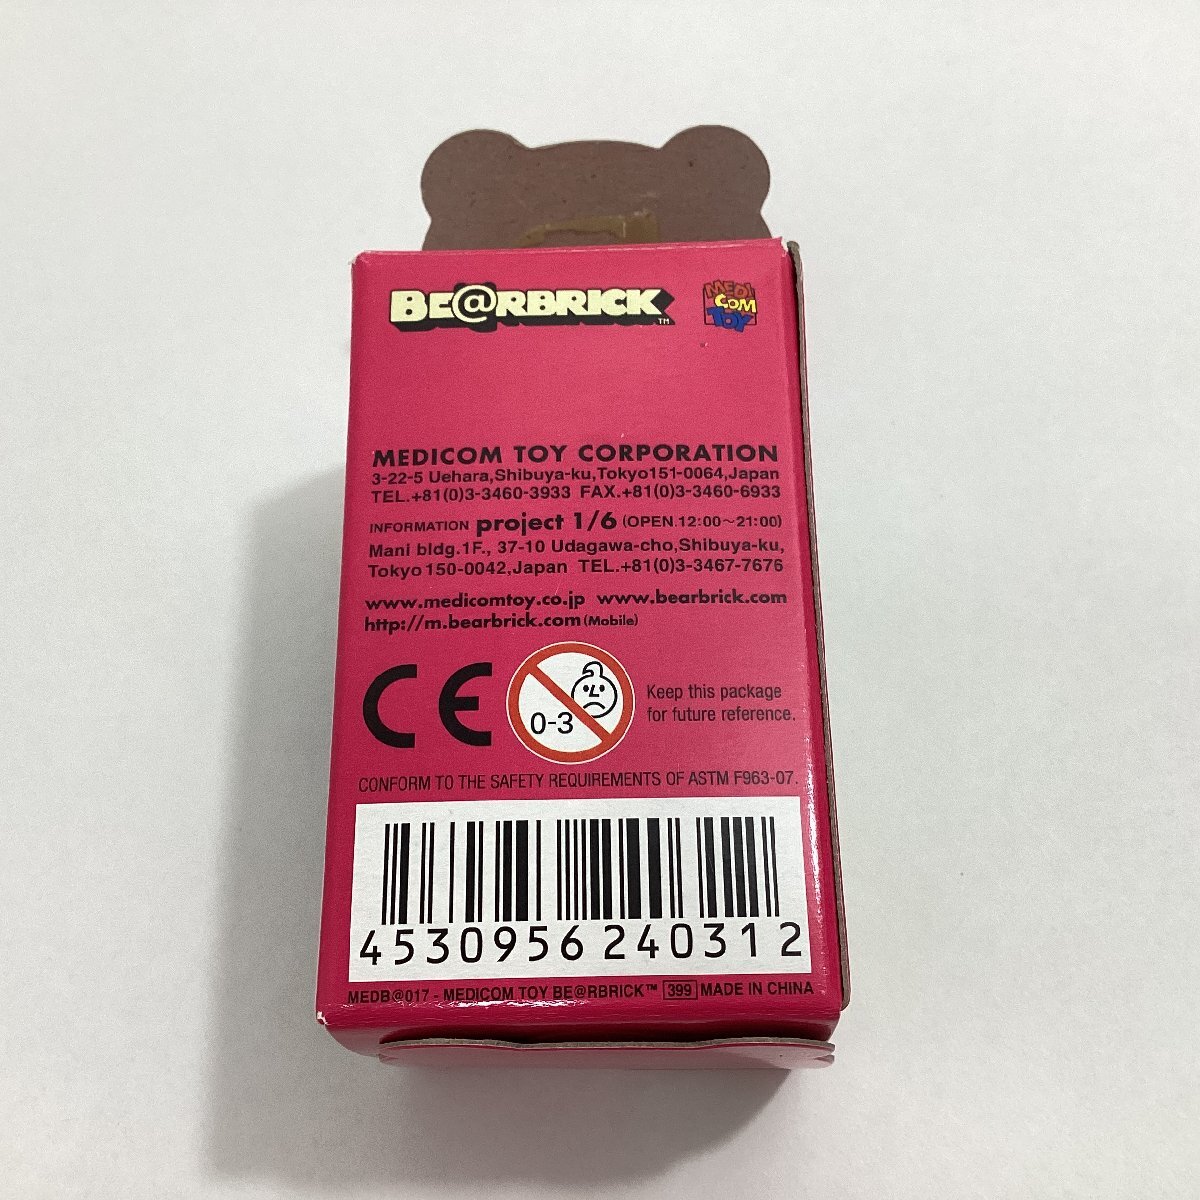 BE@RBRICK™
MEDI
COM
TOY
MEDICOM TOY CORPORATION
3-22-5 Uehara,Shibuya-ku,Tokyo151-0064,Japan
TEL.+81(0)3-3460-3933 FAX.+81(0)3-3460-6933
INFORMATION project 1/6 (OPEN.12:00~21:00)
Mani bldg.1F., 37-10 Udagawa-cho,Shibuya-ku,
Tokyo 150-0042,Japan TEL.+81(0)3-3467-7676
www.medicomtoy.co.jp www.bearbrick.com
http://m.bearbrick.com(Mobile)
CE
0-3
Keep this package
for future reference.
CONFORM TO THE SAFETY REQUIREMENTS OF ASTM F963-07.
4530956240312
MEDB@017 - MEDICOM TOY BE@RBRICK™ 399 MADE IN CHINA